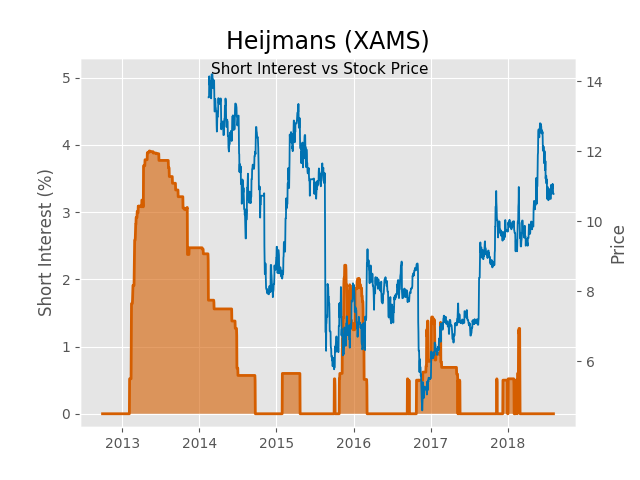 Heijmans (XAMS)
Short Interest vs Stock Price
Short Interest (%)
5
4
3
2
1
0
14
12
10
8
6
Price
2013 2014 2015 2016 2017 2018